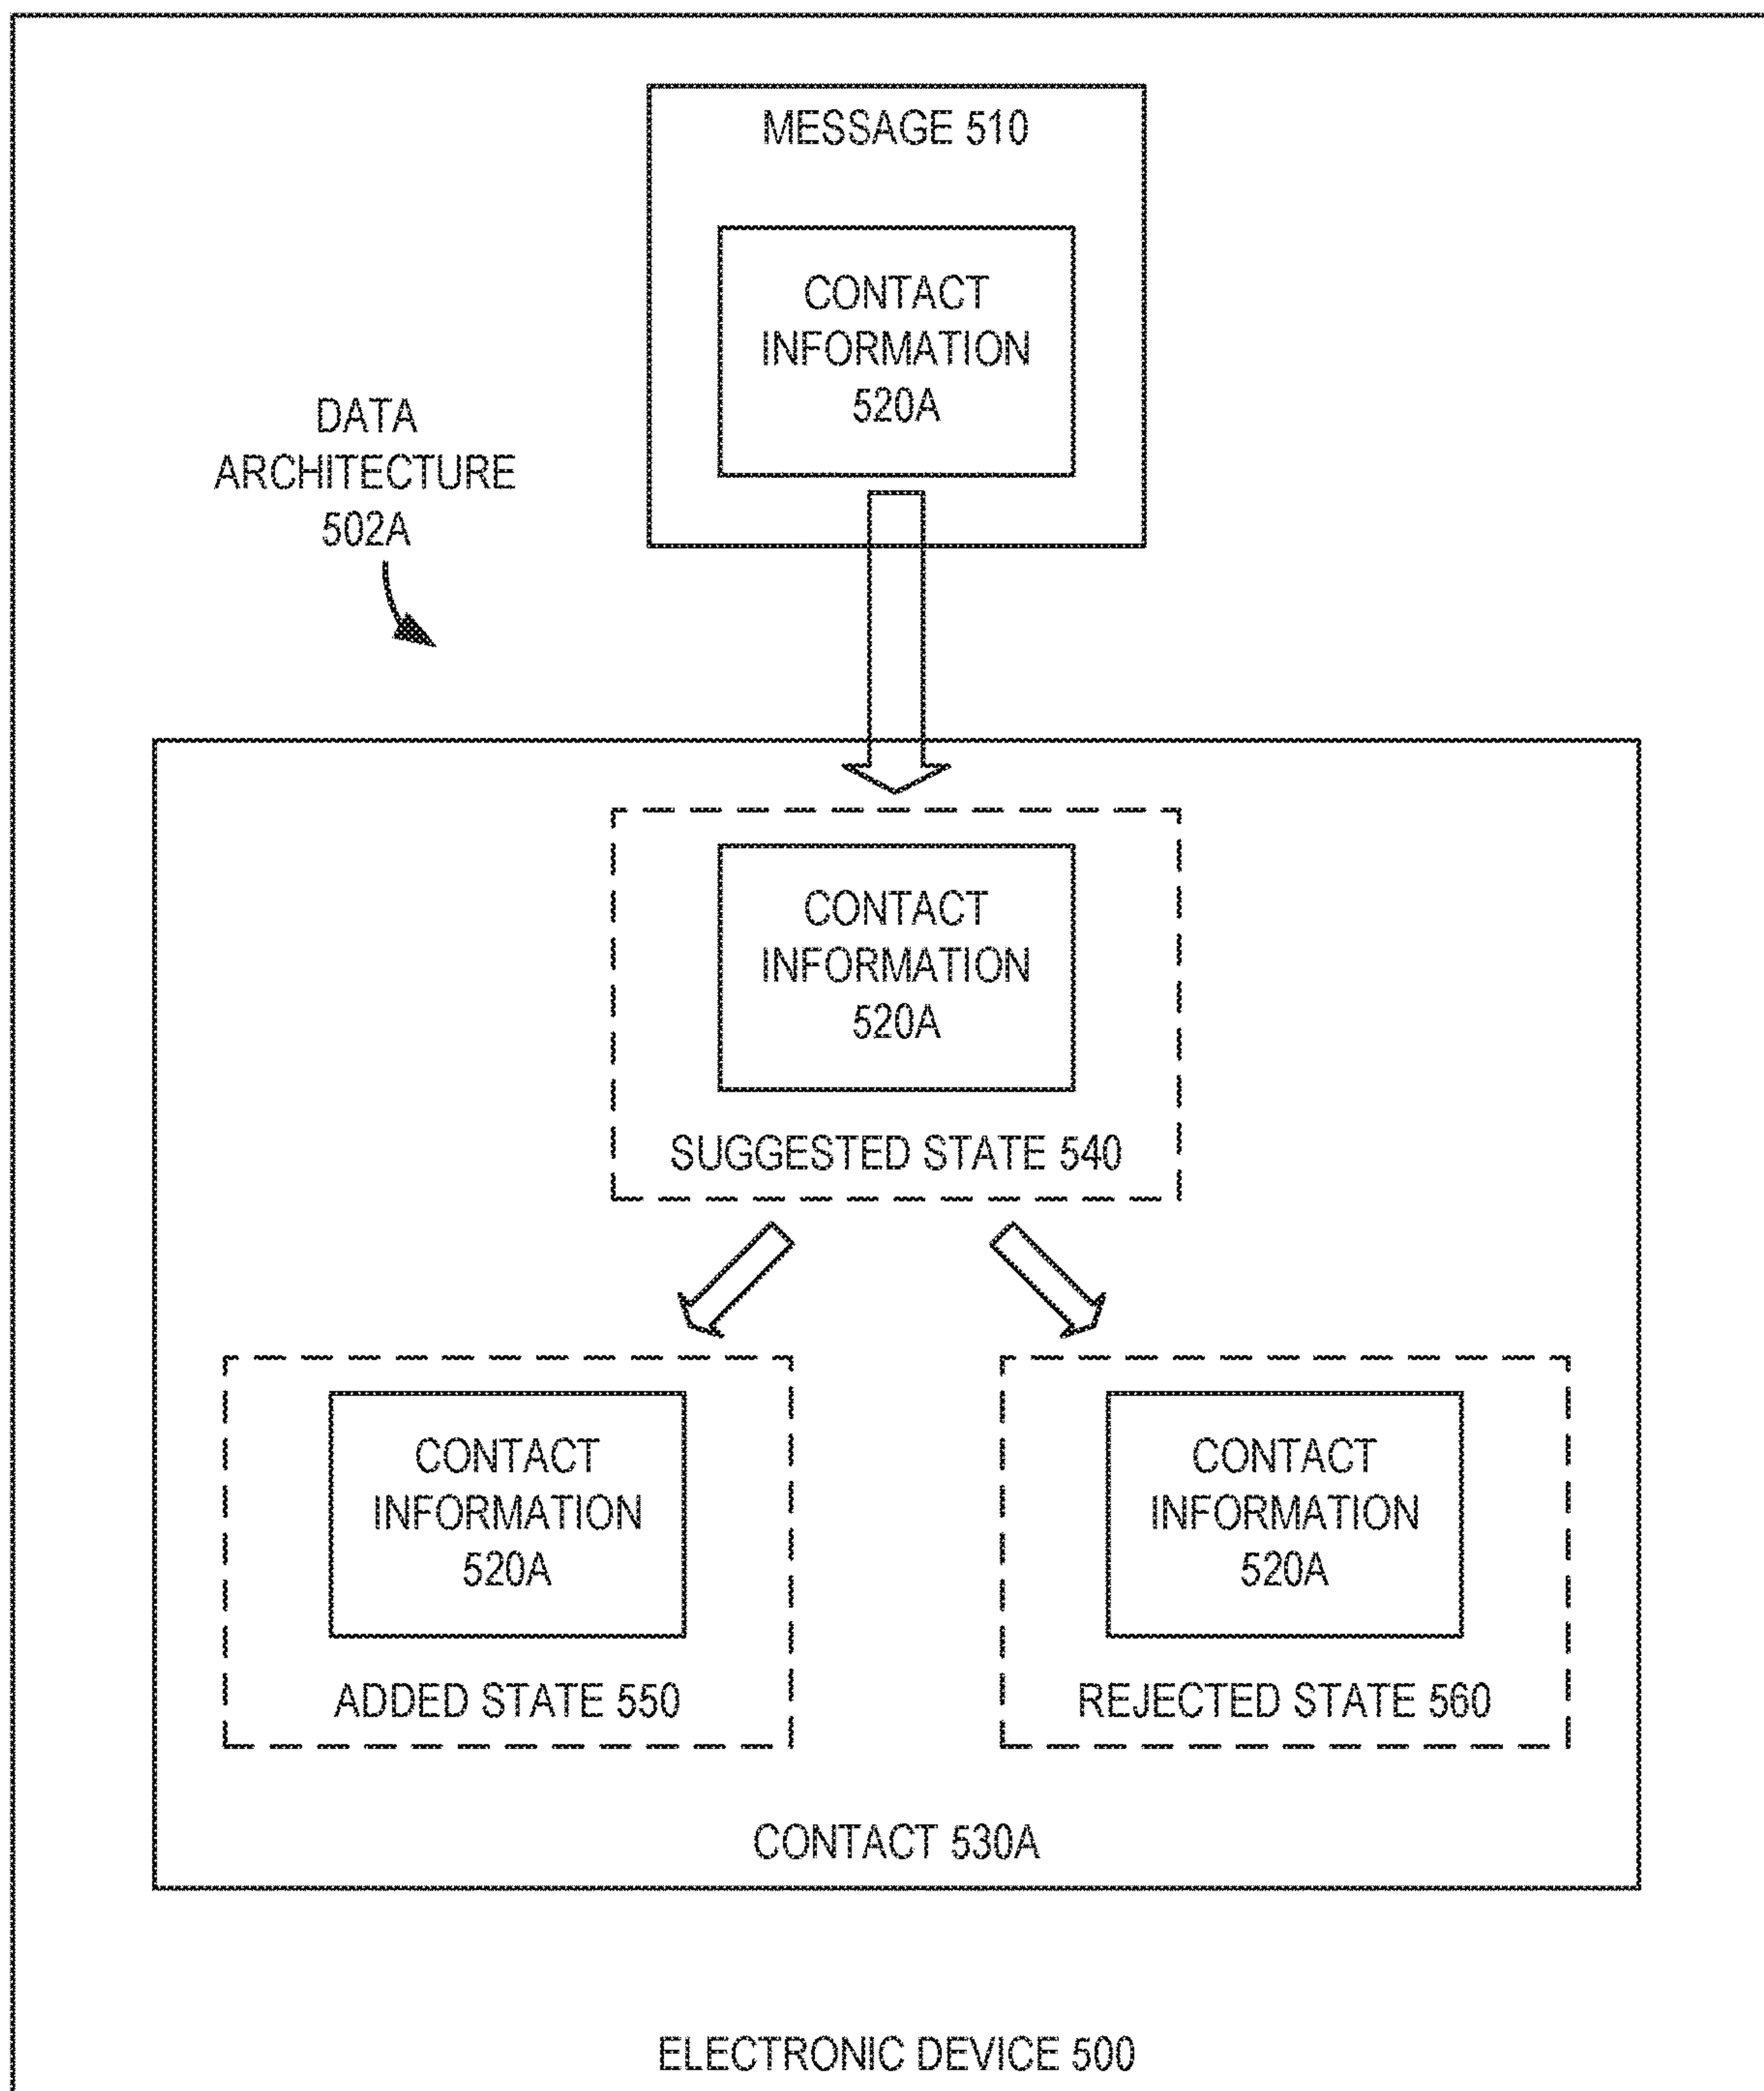 MESSAGE 510
CONTACT
INFORMATION
520A
DATA
ARCHITECTURE
502A
CONTACT
INFORMATION
520A
SUGGESTED STATE 540
CONTACT
INFORMATION
520A
ADDED STATE 550
CONTACT
INFORMATION
520A
REJECTED STATE 560
CONTACT 530A
ELECTRONIC DEVICE 500